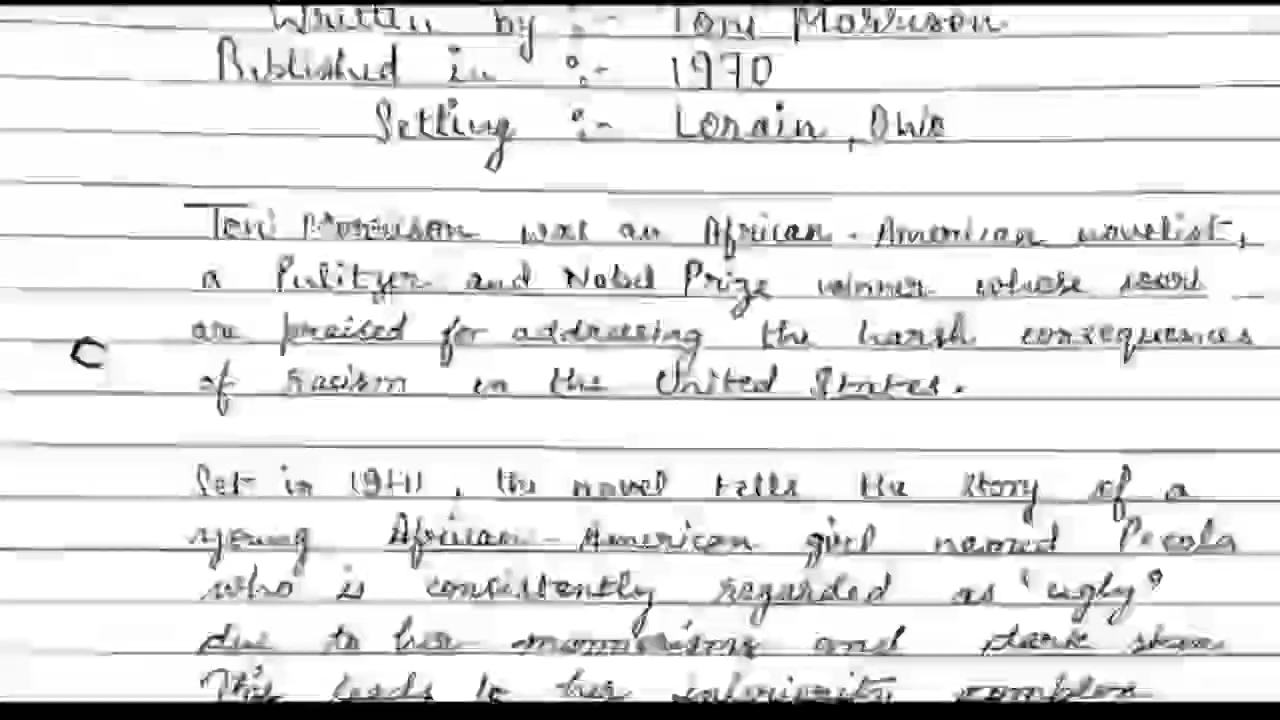 Written by :- Toni Morrison
Published in :- 1970
Setting :- Lorain, Ohio
Toni Morrison was an African-American novelist,
a Pulitzer and Nobel Prize winner whose
are praised for addressing the harsh consequences
of racism in the United States.
C
Set in 1941, the novel tells the story of a
young African-American girl named Pecola
who is consistently regarded as "ugly"
due to her and dark skin
This leads to her inferiority complex